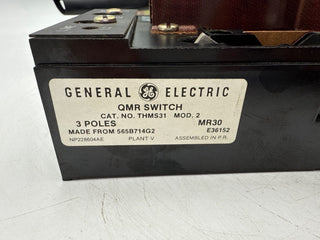 GENERAL GE ELECTRIC
QMR SWITCH
CAT. NO. THMS31 MOD. 2
3 POLES MR30
MADE FROM 565B714G2 E36152
NP228604AE PLANT V ASSEMBLED IN P.R.